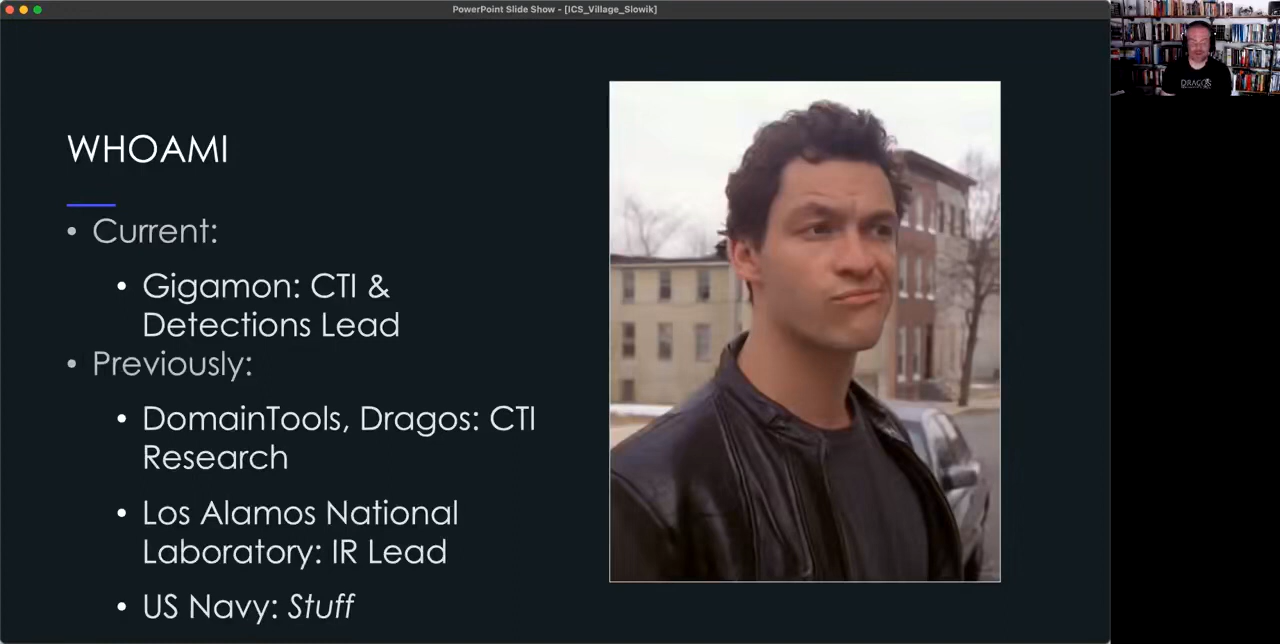 PowerPoint Slide Show - [ICS_Village_Slowik]
WHOAMI
• Current:
• Gigamon: CTI &
Detections Lead
• Previously:
• DomainTools, Dragos: CTI
Research
• Los Alamos National
Laboratory: IR Lead
• US Navy: Stuff
DRAGOS